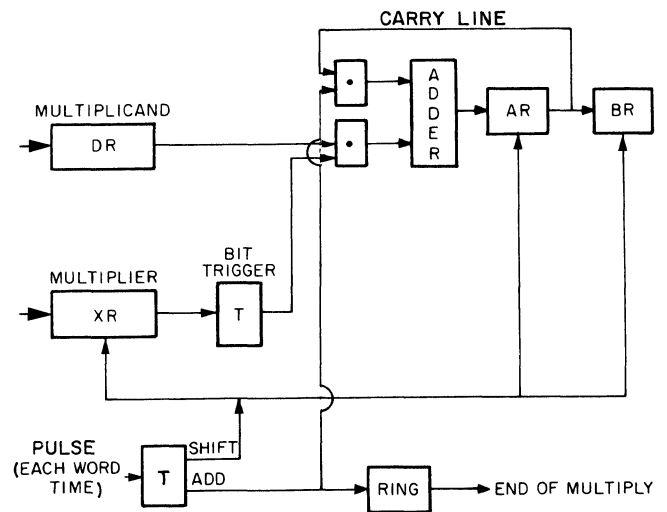 CARRY LINE
ADDER
AR
BR
•
•
MULTIPLICAND
DR
MULTIPLIER
XR
BIT
TRIGGER
T
PULSE
(EACH WORD
TIME)
T
SHIFT
ADD
RING
END OF MULTIPLY